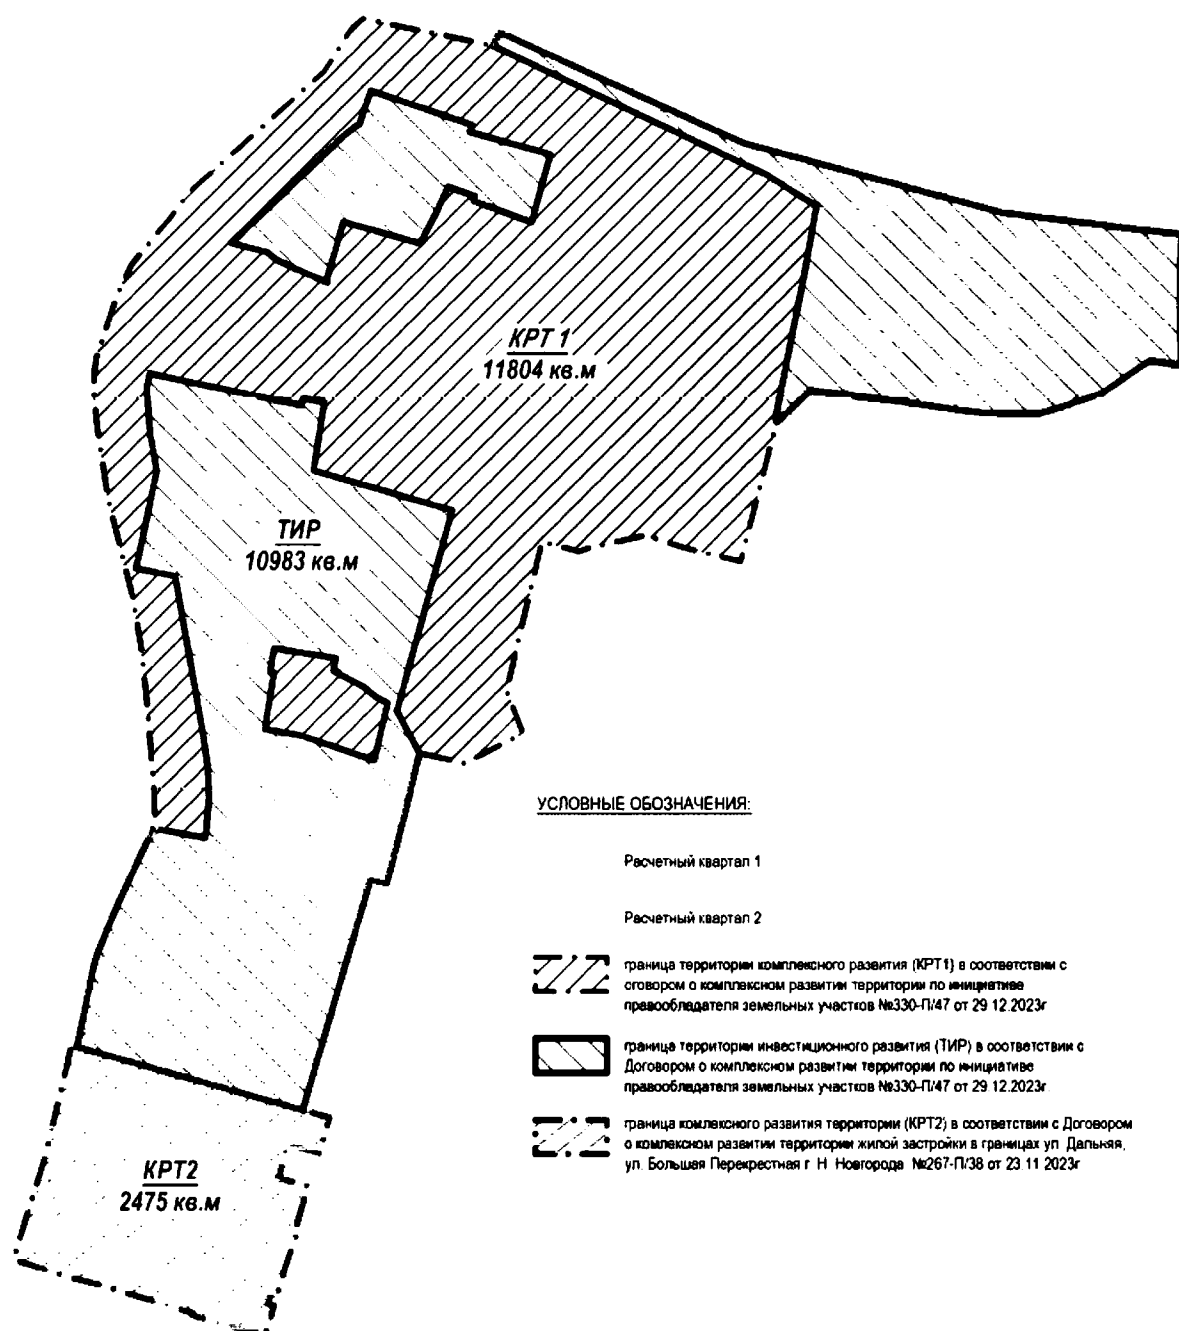 КРТ 1
11804 кв.м
ТИР
10983 кв.м
КРТ2
2475 кв.м
УСЛОВНЫЕ ОБОЗНАЧЕНИЯ:
Расчетный квартал 1
Расчетный квартал 2
граница территории комплексного развития (КРТ1) в соответствии с
оговором о комплексном развитии территории по инициативе
правообладателя земельных участков №330-П/47 от 29 12.2023г
граница территории инвестиционного развития (ТИР) в соответствии с
Договором о комплексном развитии территории по инициативе
правообладателя земельных участков №330-П/47 от 29 12.2023г
граница комлексного развития территории (КРТ2) в соответствии с Договором
о комлексном развитии территории жилой застройки в границах ул Дальняя,
ул. Большая Перекрестная г Н Новгорода №267-П/38 от 23 11 2023г